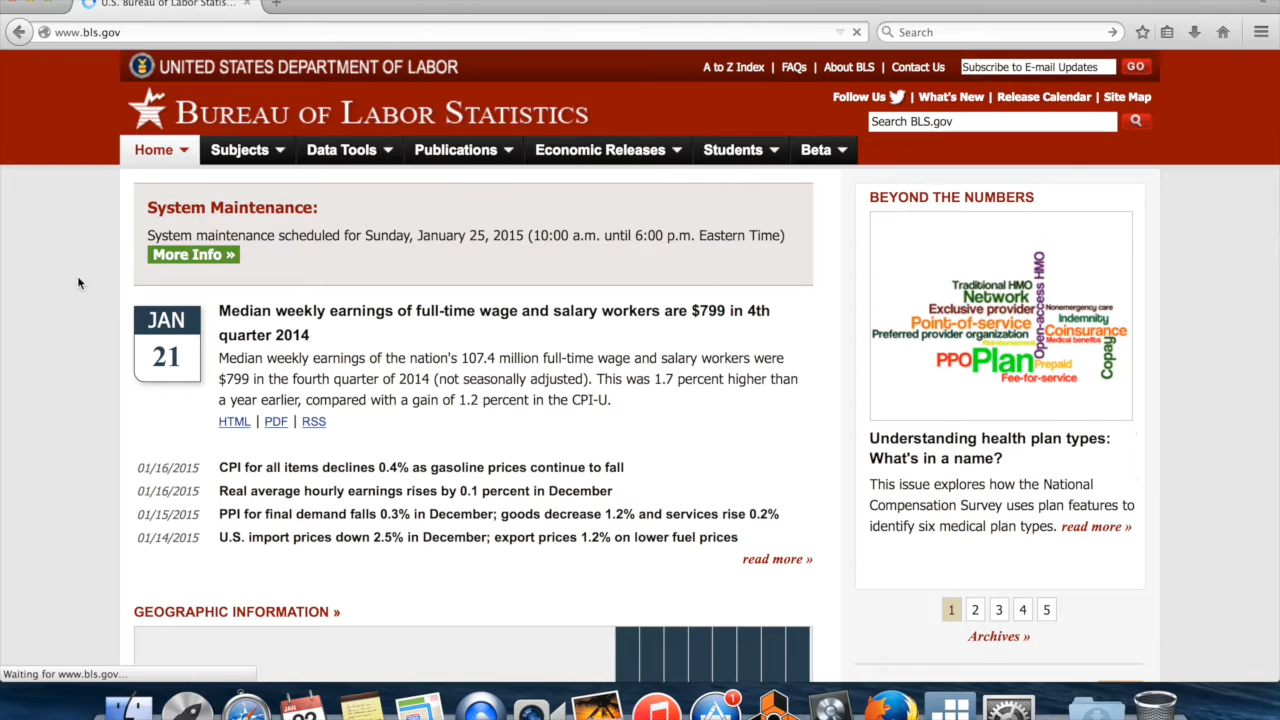 U.S. Bureau of Labor Statis...
www.bls.gov
Search
UNITED STATES DEPARTMENT OF LABOR
A to Z Index | FAQs | About BLS | Contact Us
Subscribe to E-mail Updates
GO
BUREAU OF LABOR STATISTICS
Follow Us | What's New | Release Calendar | Site Map
Search BLS.gov
Home
Subjects
Data Tools
Publications
Economic Releases
Students
Beta
System Maintenance:
System maintenance scheduled for Sunday, January 25, 2015 (10:00 a.m. until 6:00 p.m. Eastern Time)
More Info »
JAN
21
Median weekly earnings of full-time wage and salary workers are $799 in 4th
quarter 2014
Median weekly earnings of the nation's 107.4 million full-time wage and salary workers were
$799 in the fourth quarter of 2014 (not seasonally adjusted). This was 1.7 percent higher than
a year earlier, compared with a gain of 1.2 percent in the CPI-U.
HTML | PDF | RSS
01/16/2015 CPI for all items declines 0.4% as gasoline prices continue to fall
01/16/2015 Real average hourly earnings rises by 0.1 percent in December
01/15/2015 PPI for final demand falls 0.3% in December; goods decrease 1.2% and services rise 0.2%
01/14/2015 U.S. import prices down 2.5% in December; export prices 1.2% on lower fuel prices
read more »
GEOGRAPHIC INFORMATION »
BEYOND THE NUMBERS
Open-access HMO
Traditional HMO
Network
Exclusive provider
Nonemergency care
Point-of-service
Indemnity
Preferred provider organization
Coinsurance
Reimbursements
Medical benefits
PPO
Plan
Prepaid
Copay
Fee-for-service
Understanding health plan types:
What's in a name?
This issue explores how the National
Compensation Survey uses plan features to
identify six medical plan types. read more »
1 2 3 4 5
Archives »
Waiting for www.bls.gov...
1